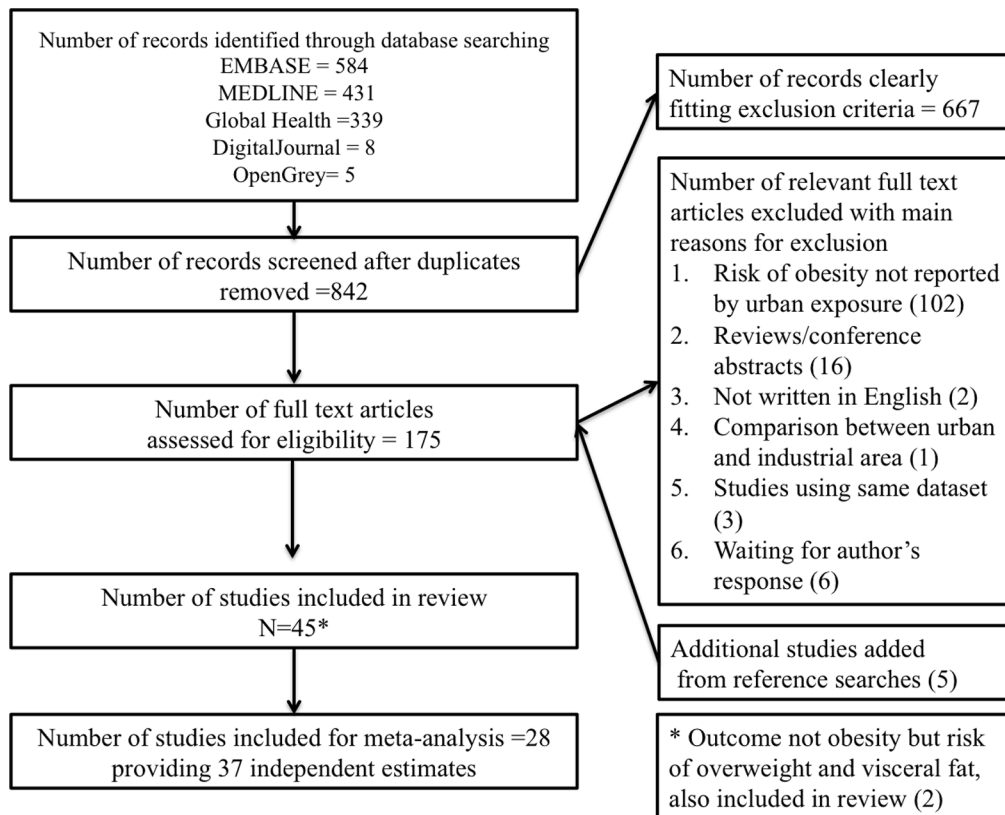 Number of records identified through database searching
EMBASE = 584
MEDLINE = 431
Global Health =339
DigitalJournal = 8
OpenGrey= 5
Number of records clearly
fitting exclusion criteria = 667
Number of records screened after duplicates
removed =842
Number of relevant full text
articles excluded with main
reasons for exclusion
1. Risk of obesity not reported
by urban exposure (102)
2. Reviews/conference
abstracts (16)
3. Not written in English (2)
4. Comparison between urban
and industrial area (1)
5. Studies using same dataset
(3)
6. Waiting for author's
response (6)
Number of full text articles
assessed for eligibility = 175
Additional studies added
from reference searches (5)
Number of studies included in review
N=45*
Number of studies included for meta-analysis =28
providing 37 independent estimates
* Outcome not obesity but risk
of overweight and visceral fat,
also included in review (2)